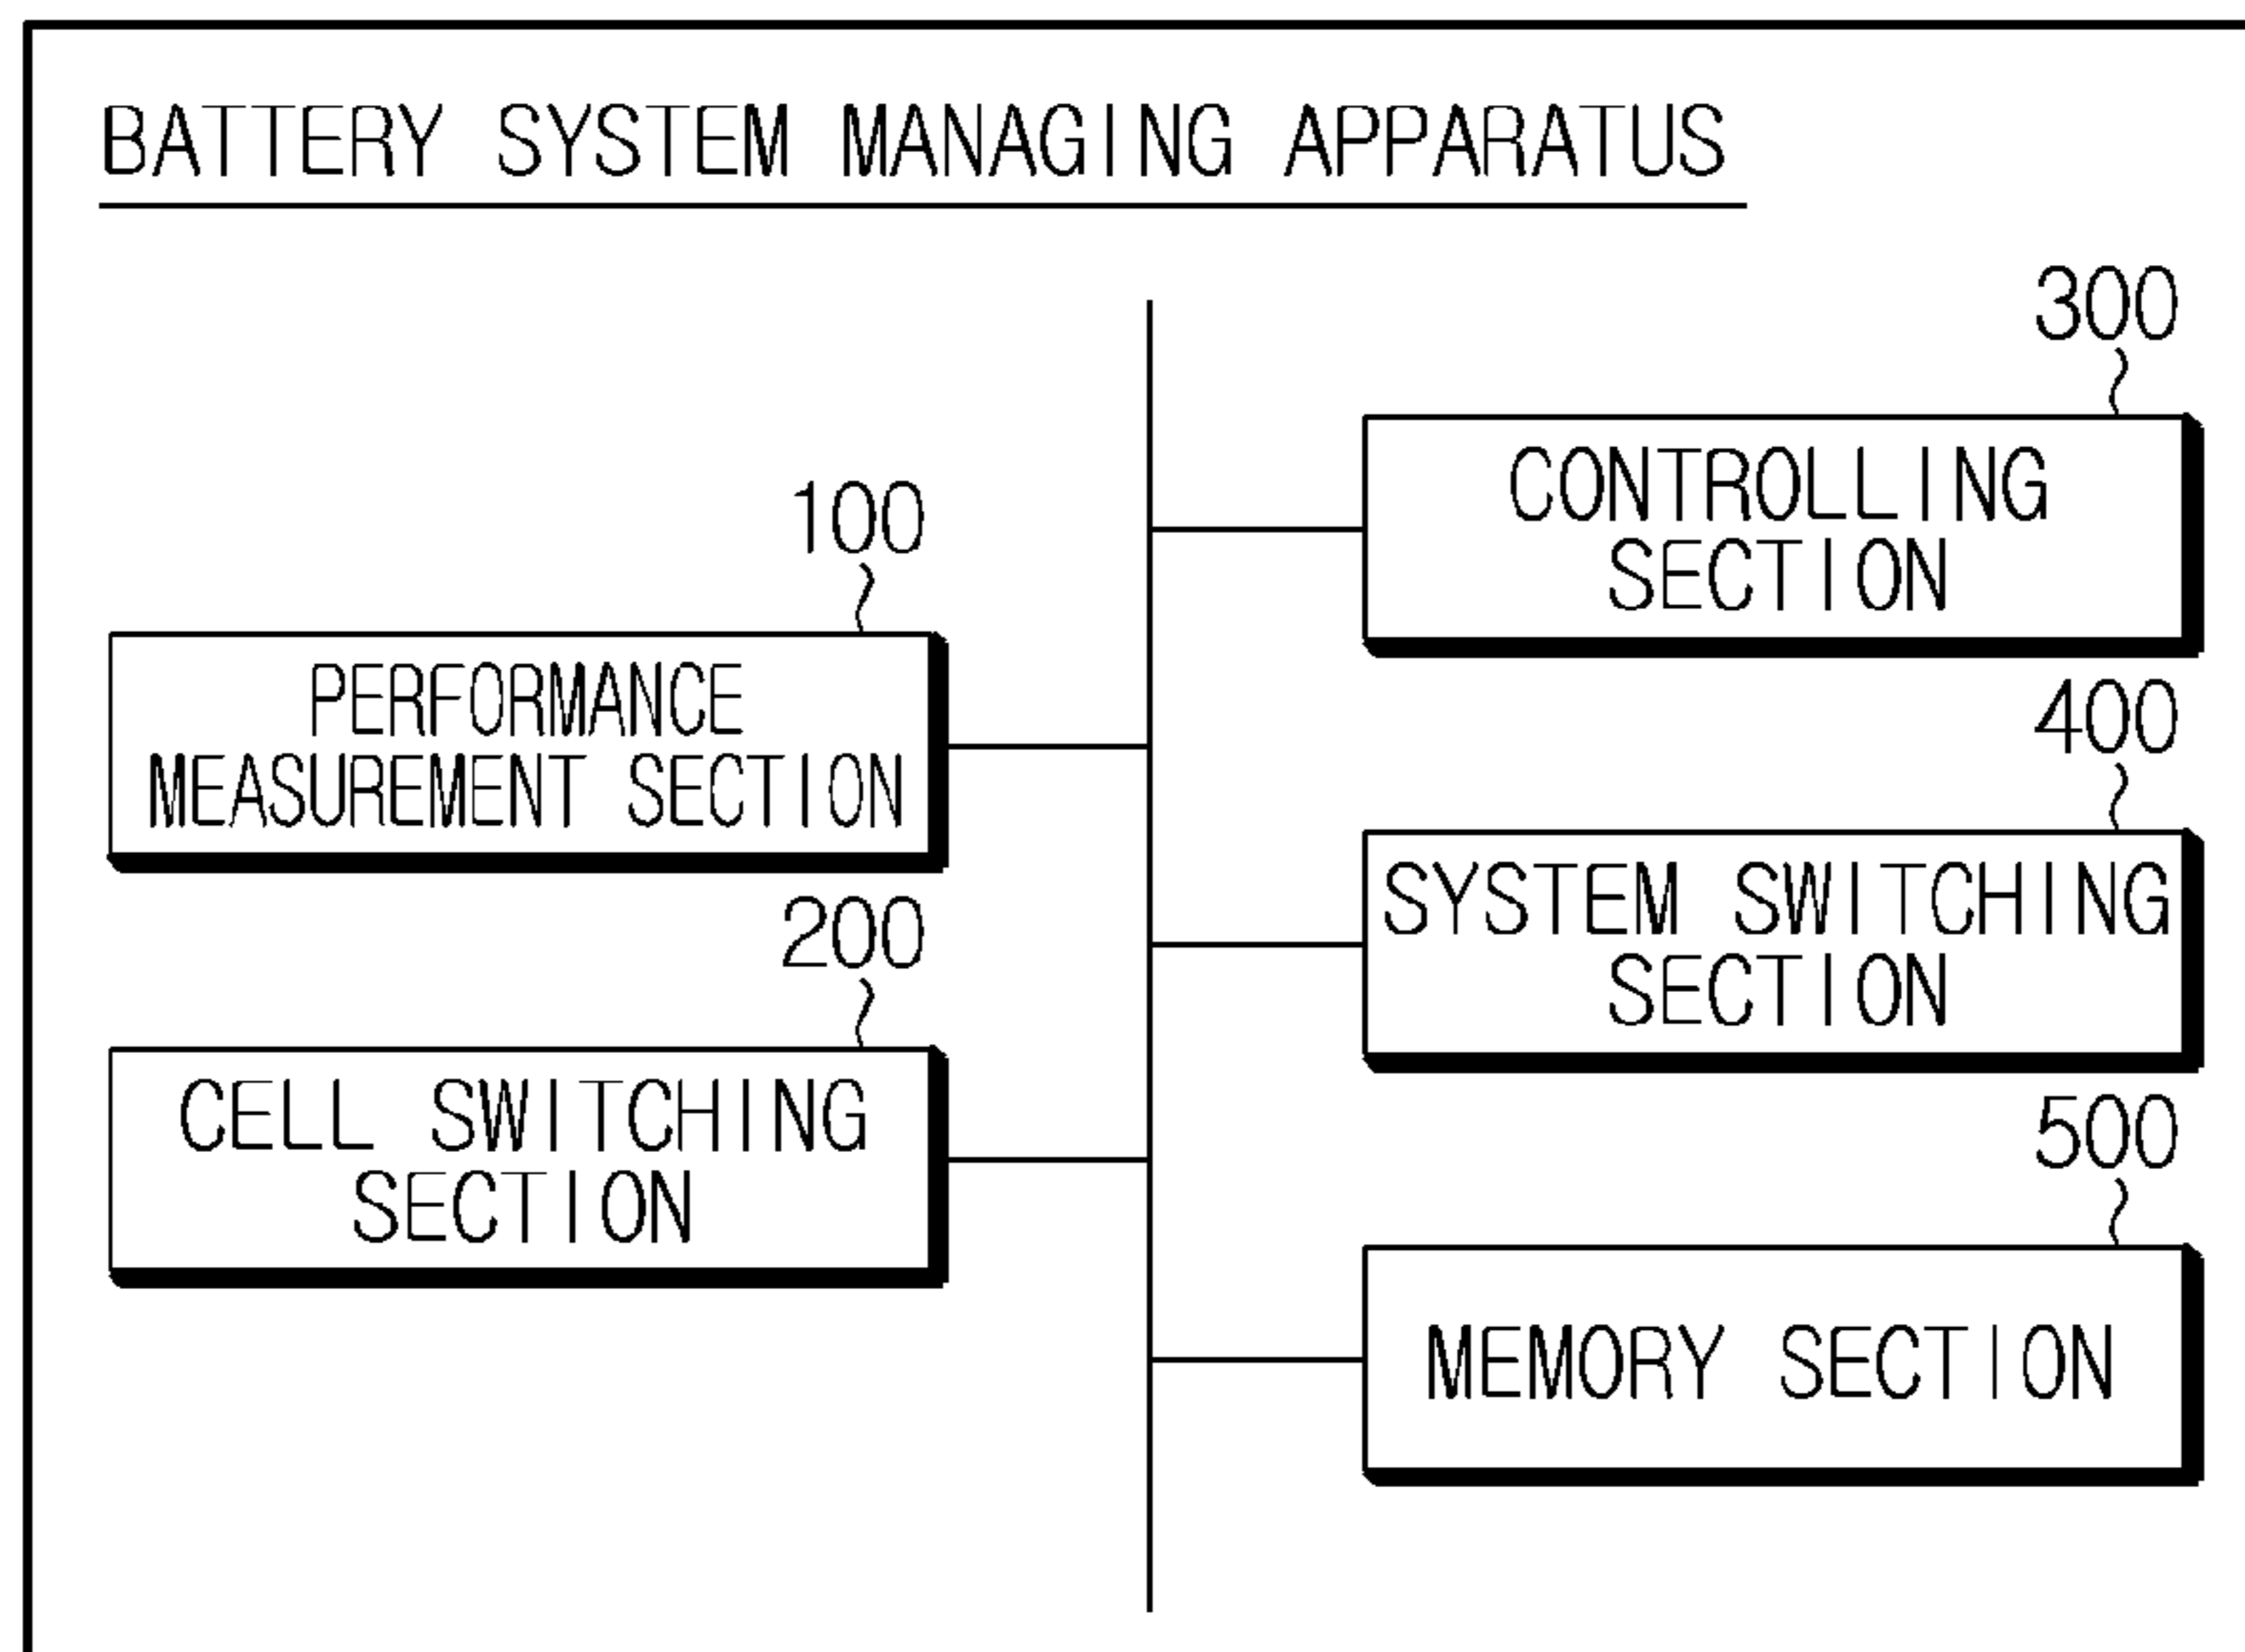 BATTERY SYSTEM MANAGING APPARATUS
100
PERFORMANCE
MEASUREMENT SECTION
200
CELL SWITCHING
SECTION
300
CONTROLLING
SECTION
400
SYSTEM SWITCHING
SECTION
500
MEMORY SECTION